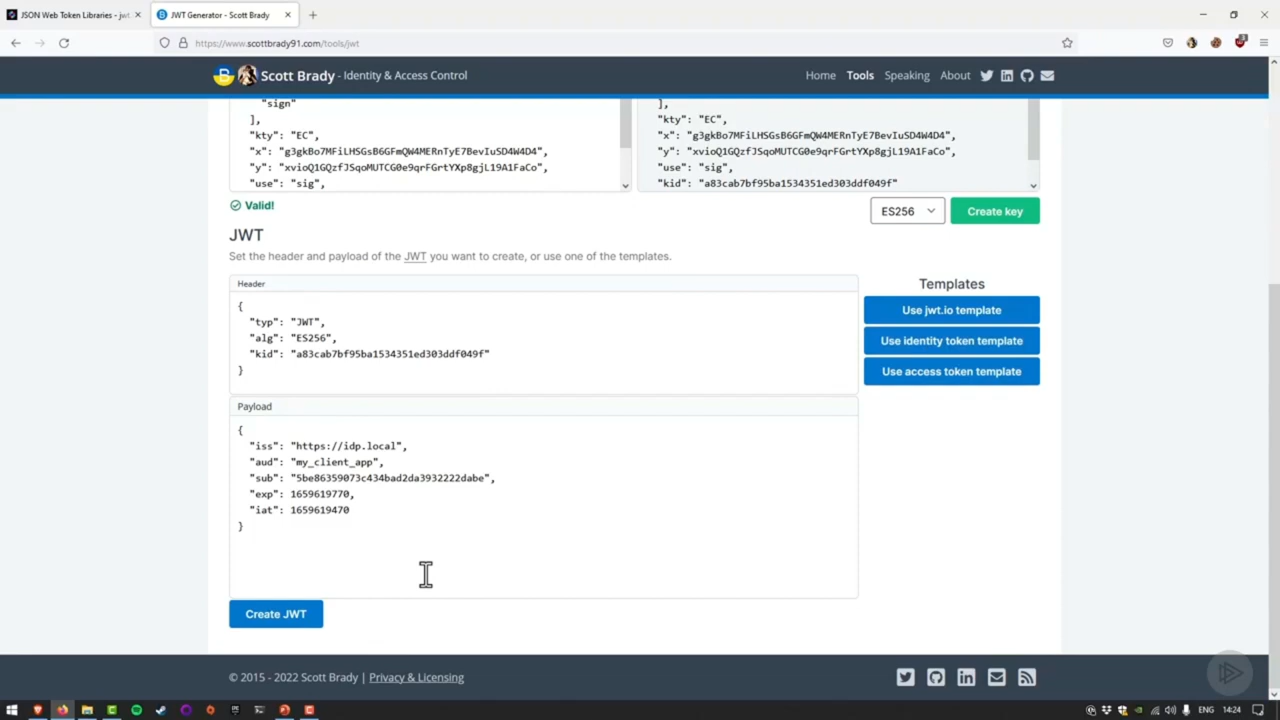 JSON Web Token Libraries - jwt
JWT Generator - Scott Brady
https://www.scottbrady91.com/tools/jwt
Scott Brady - Identity & Access Control
Home Tools Speaking About
"sign"
],
"kty": "EC",
"x": "g3gkBo7MFiLHSGsB6GFmQW4MERnTyE7BevIuSD4W4D4",
"y": "xvioQ1GQzfJSqoMUTCG0e9qrFGrtYXp8gjL19A1FaCo",
"use": "sig",
],
"kty": "EC",
"x": "g3gkBo7MFiLHSGsB6GFmQW4MERnTyE7BevIuSD4W4D4",
"y": "xvioQ1GQzfJSqoMUTCG0e9qrFGrtYXp8gjL19A1FaCo",
"use": "sig",
"kid": "a83cab7bf95ba1534351ed303ddf049f"
Valid!
ES256
Create key
JWT
Set the header and payload of the JWT you want to create, or use one of the templates.
Header
{
"typ": "JWT",
"alg": "ES256",
"kid": "a83cab7bf95ba1534351ed303ddf049f"
}
Templates
Use jwt.io template
Use identity token template
Use access token template
Payload
{
"iss": "https://idp.local",
"aud": "my_client_app",
"sub": "5be86359073c434bad2da3932222dabe",
"exp": 1659619770,
"iat": 1659619470
}
Create JWT
© 2015 - 2022 Scott Brady | Privacy & Licensing
ENG 14:24